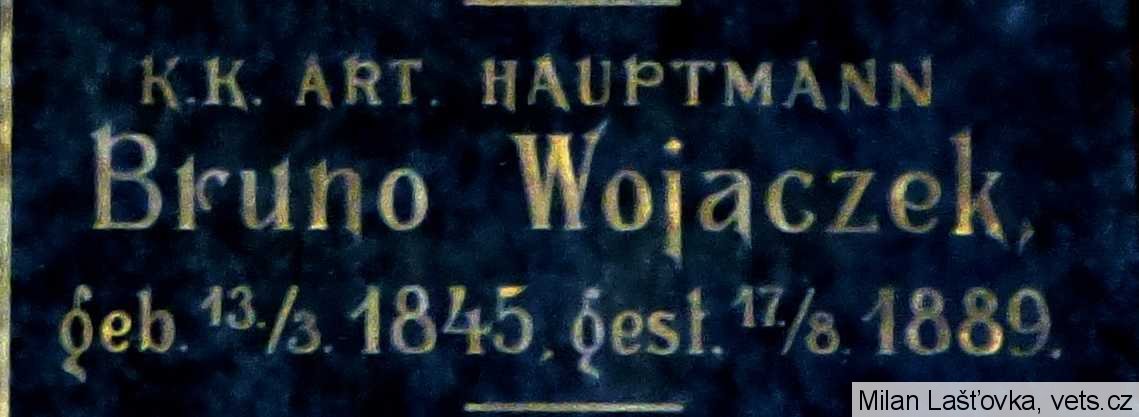 K.K. ART. HAUPTMANN
Bruno Wojaczek,
geb. 13./3. 1845, gest. 17./8. 1889.
Milan Lašťovka, vets.cz